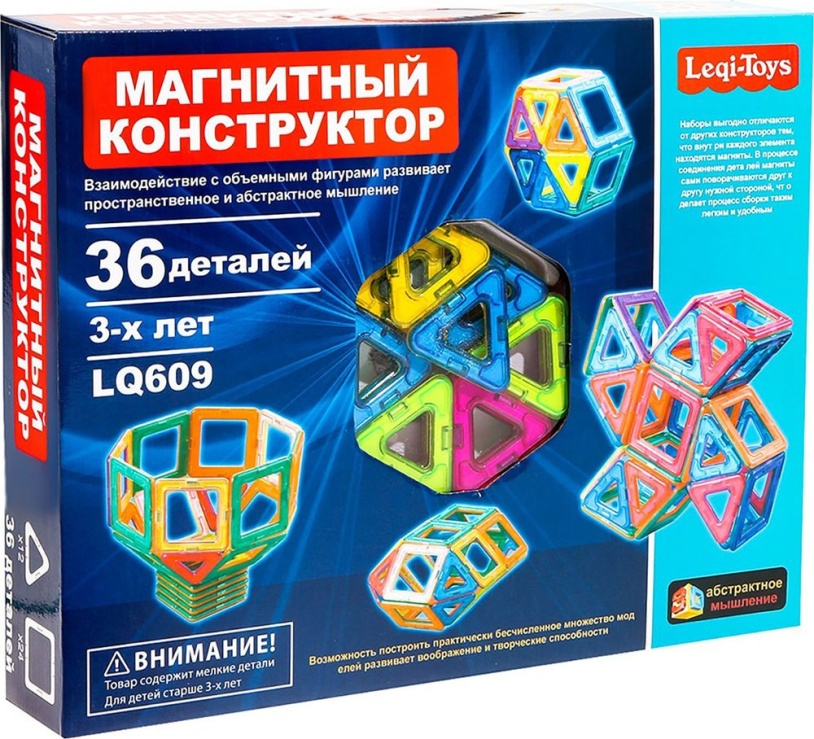 МАГНИТНЫЙ
КОНСТРУКТОР
Взаимодействие с объемными фигурами развивает
пространственное и абстрактное мышление
36 деталей
3-х лет
LQ609
ВНИМАНИЕ!
Товар содержит мелкие детали
Для детей старше 3-х лет
Возможность построить практически бесчисленное множество мод
елей развивает воображение и творческие способности
Leqi-Toys
Наборы выгодно отличаются
от других конструкторов тем,
что внут ри каждого элемента
находятся магниты. В процессе
соединения дета лей магниты
сами поворачиваются друг к
другу нужной стороной, что о
делает процесс сборки таким
легким и удобным
абстрактное
мышление
МАГНИТНЫЙ
КОНСТРУКТОР
x12
x24
36 деталей